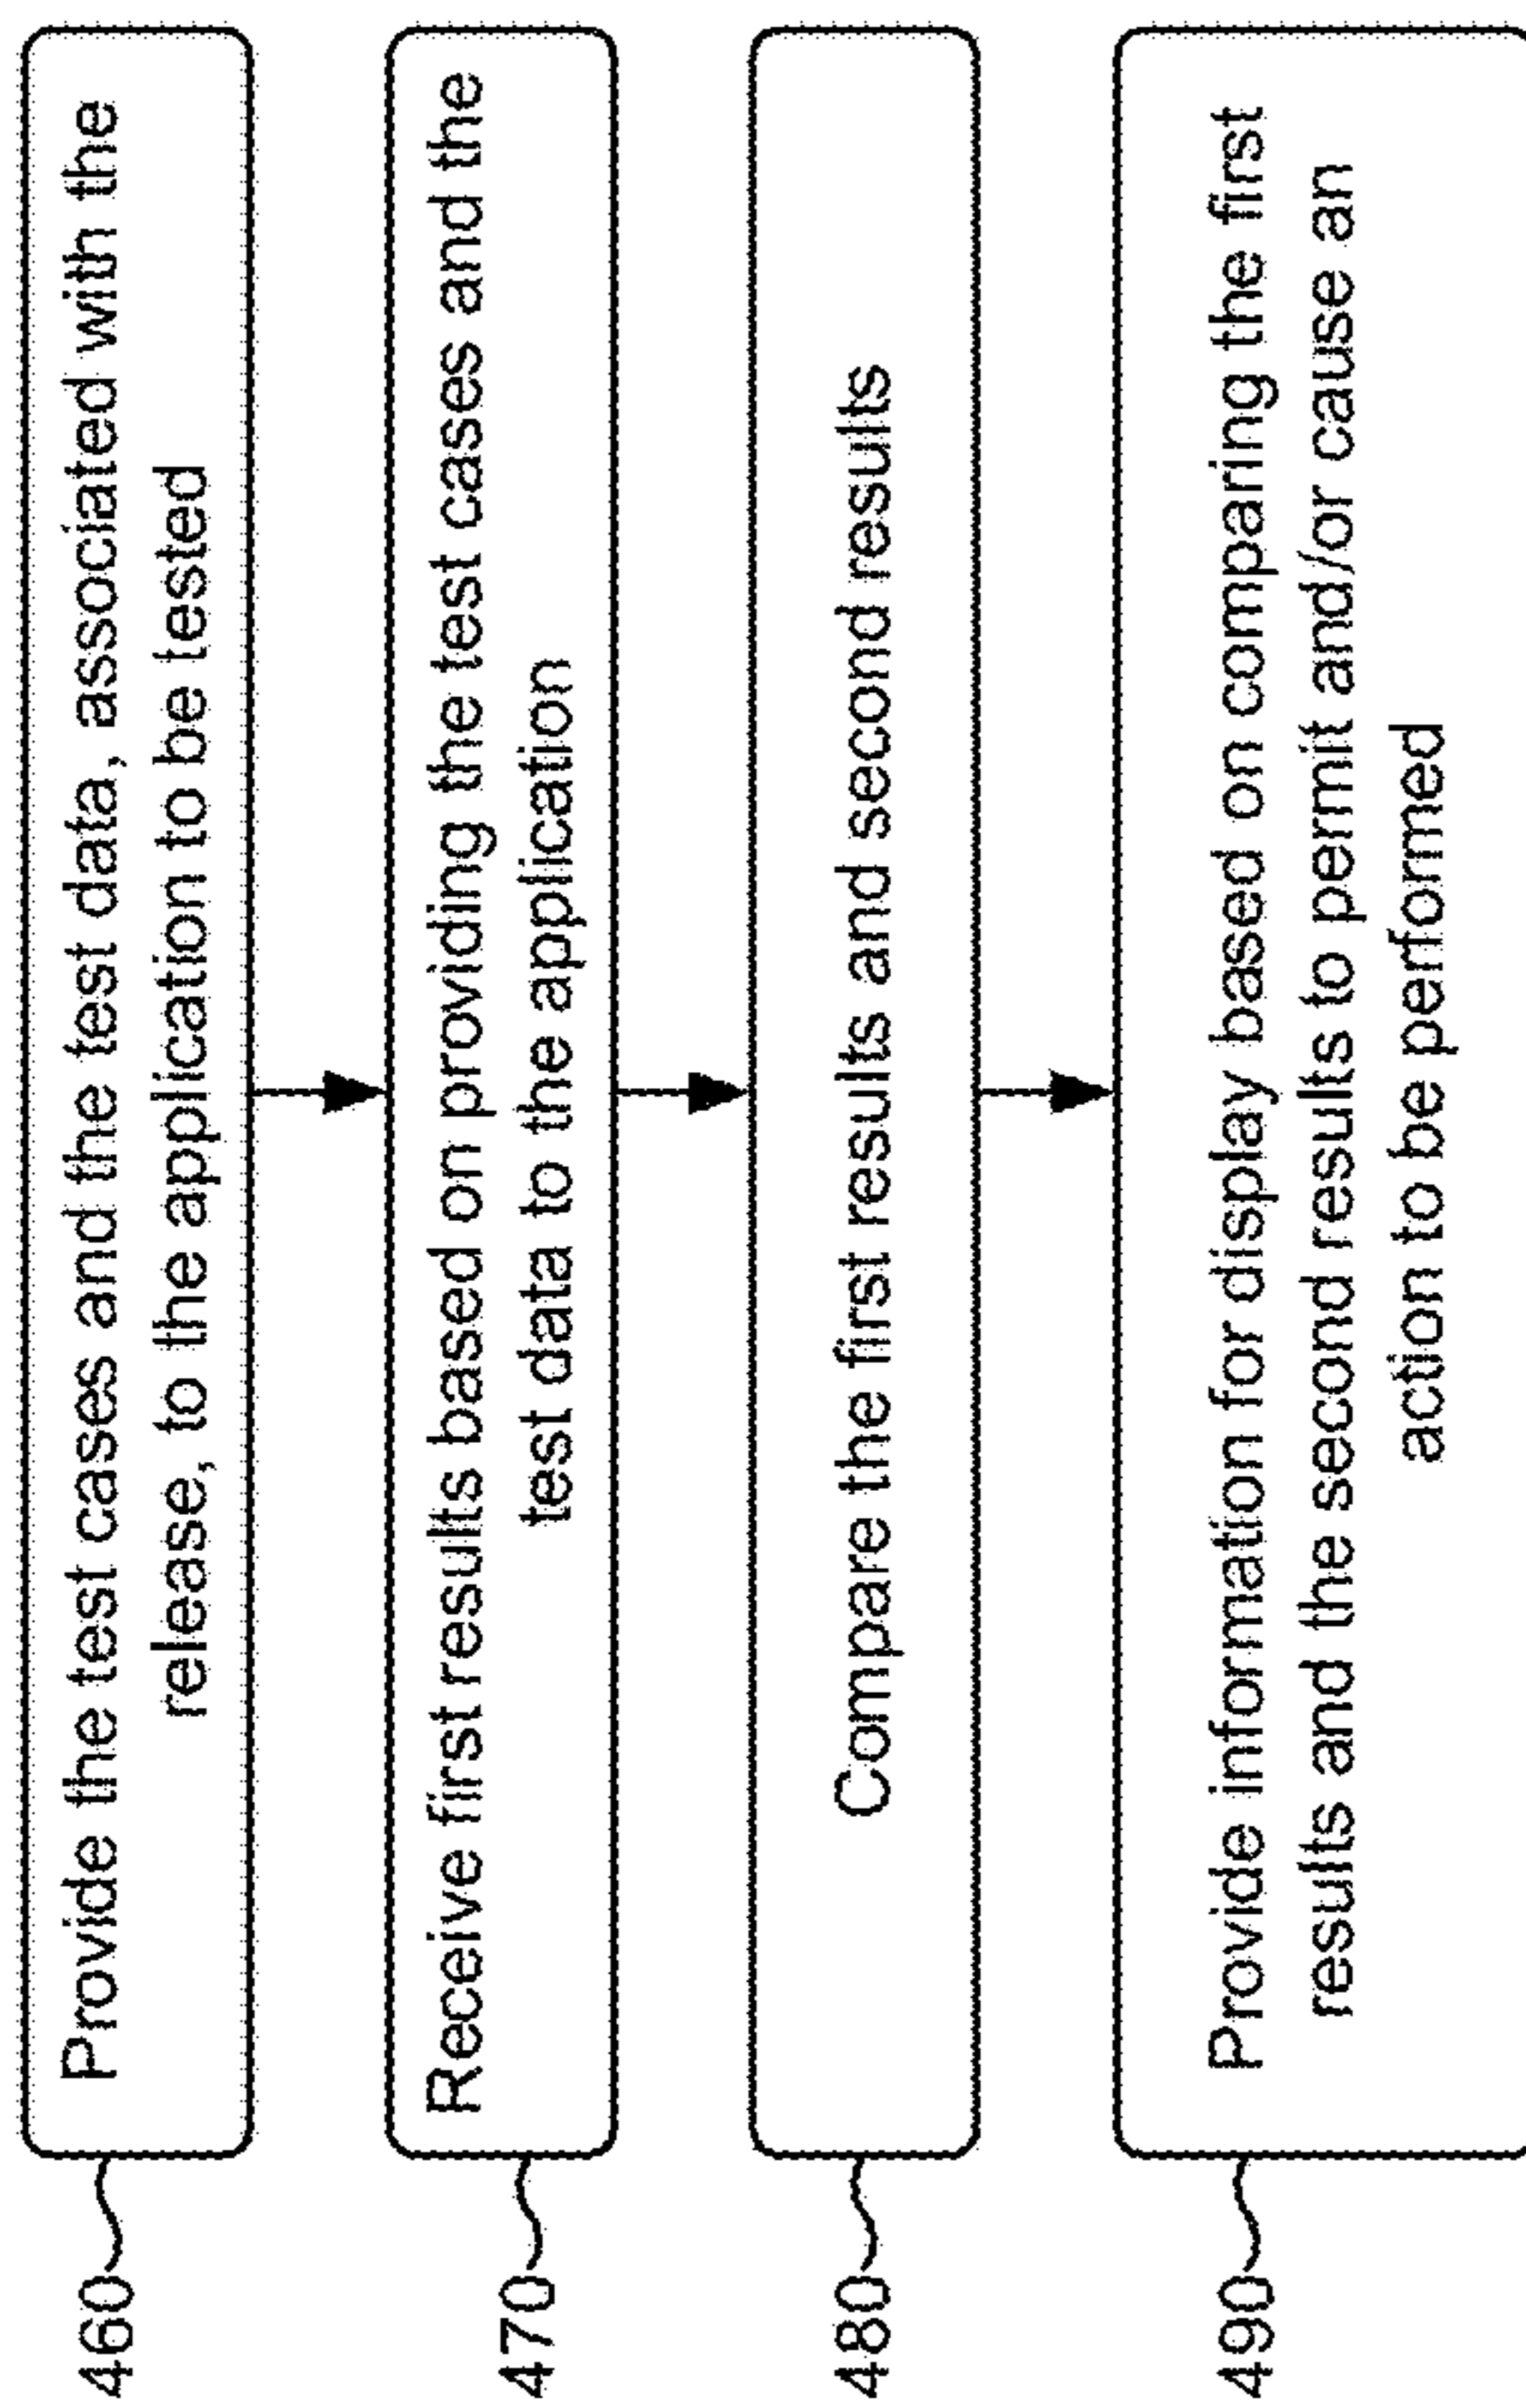 460
Provide the test cases and the test data, associated with the
release, to the application to be tested
470
Receive first results based on providing the test cases and the
test data to the application
480
Compare the first results and second results
490
Provide information for display based on comparing the first
results and the second results to permit and/or cause an
action to be performed